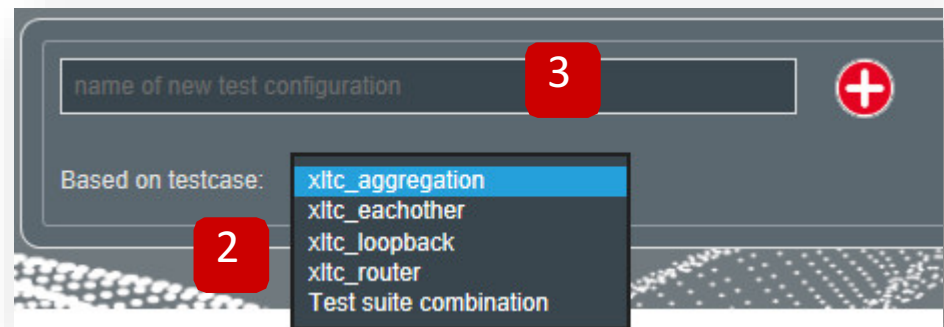 name of new test configuration
3
Based on testcase:
xltc_aggregation
xltc_eachother
xltc_loopback
xltc_router
Test suite combination
2